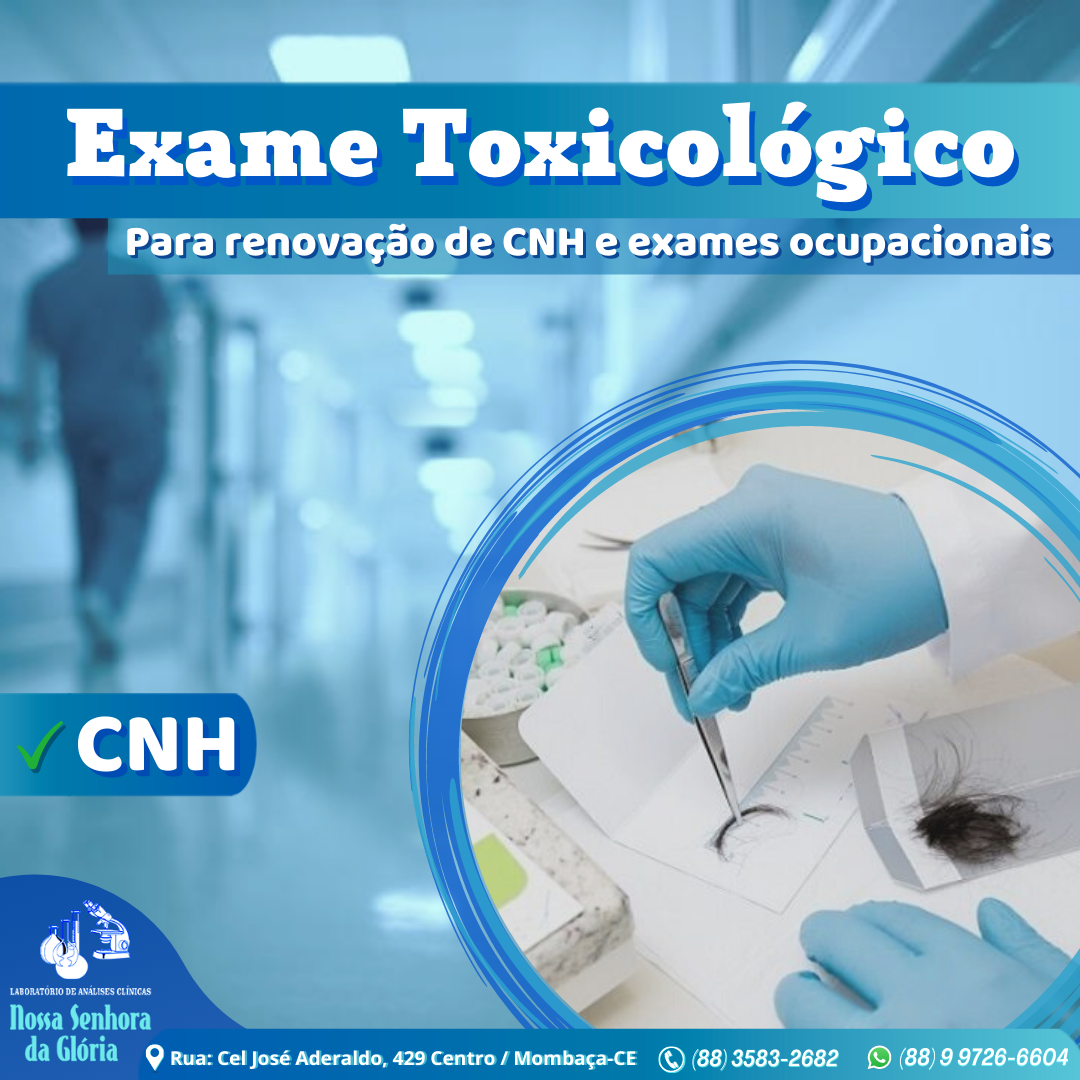 Exame Toxicológico
Para renovação de CNH e exames ocupacionais
CNH
LABORATÓRIO DE ANÁLISES CLÍNICAS
Nossa Senhora
da Glória
Rua: Cel José Aderaldo, 429 Centro / Mombaça-CE (88) 3583-2682 (88) 9 9726-6604